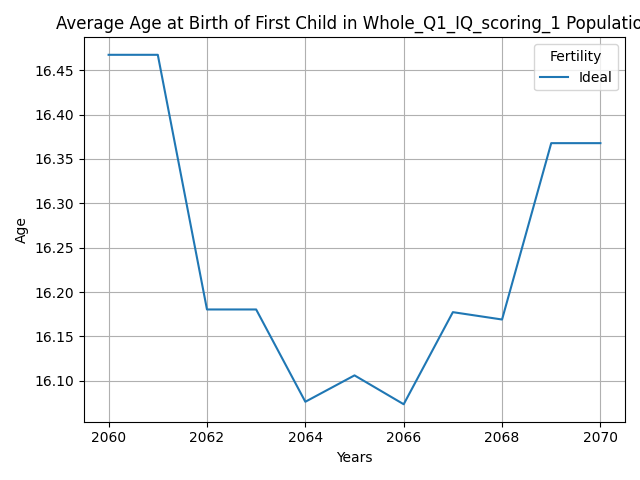 Average Age at Birth of First Child in Whole_Q1_IQ_scoring_1 Populatio
Fertility
Ideal
16.45
16.40
16.35
16.30
16.25
16.20
16.15
16.10
Age
2060 2062 2064 2066 2068 2070
Years